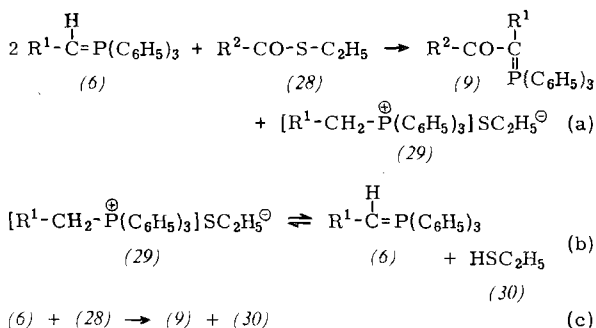 H R¹
2 R¹-C=P(C₆H₅)₃ + R²-CO-S-C₂H₅ → R²-CO-C
(6) (28) (9) P(C₆H₅)₃
+ [R¹-CH₂-P⊕(C₆H₅)₃]SC₂H₅⊖ (a)
(29)
H
[R¹-CH₂-P⊕(C₆H₅)₃]SC₂H₅⊖ ⇌ R¹-C=P(C₆H₅)₃
(29) (6) + HSC₂H₅ (b)
(30)
(6) + (28) → (9) + (30) (c)